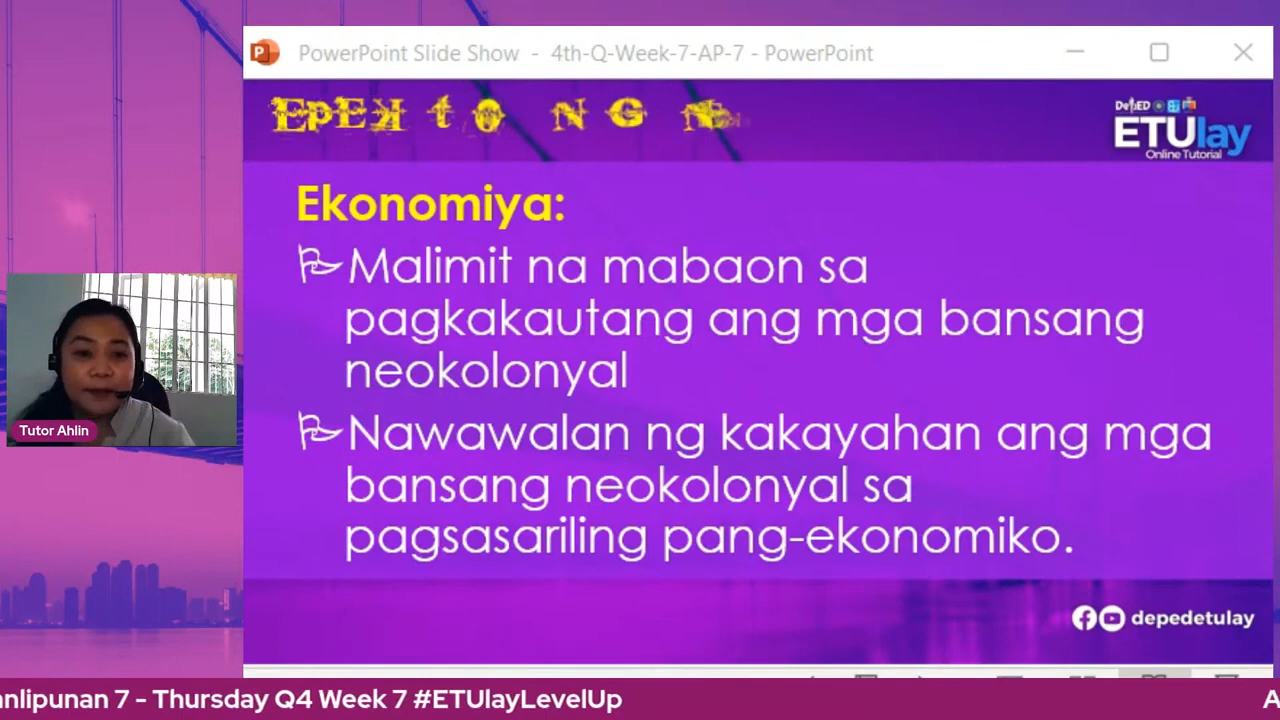 PowerPoint Slide Show - 4th-Q-Week-7-AP-7 - PowerPoint
EPEKTO NG
DepED
ETUlay
Online Tutorial
Ekonomiya:
Malimit na mabaon sa
pagkakautang ang mga bansang
neokolonyal
Nawawalan ng kakayahan ang mga
bansang neokolonyal sa
pagsasariling pang-ekonomiko.
Tutor Ahlin
depedetulay
anlipunan 7 - Thursday Q4 Week 7 #ETUlayLevelUp
A